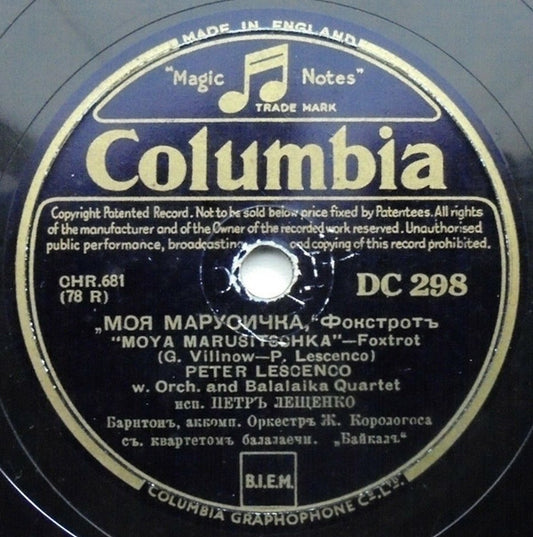 MADE IN ENGLAND
"Magic Notes"
TRADE MARK
Columbia
Copyright Patented Record. Not to be sold below price fixed by Patentees. All rights
of the manufacturer and of the Owner of the recorded work reserved. Unauthorised
public performance, broadcasting and copying of this record prohibited.
CHR.681
(78 R)
DC 298
„МОЯ МАРУСИЧКА,“ Фокстротъ
"MOYA MARUSITSCHKA"—Foxtrot
(G. Villnow—P. Lescenco)
PETER LESCENCO
w. Orch. and Balalaika Quartet
исп. ПЕТРЪ ЛЕЩЕНКО
Баритонъ, аккомп. Оркестръ Ж. Корологоса
съ. квартетомъ балалаечн. „Байкалъ“
B.I.E.M.
COLUMBIA GRAPHOPHONE Co. LTD.